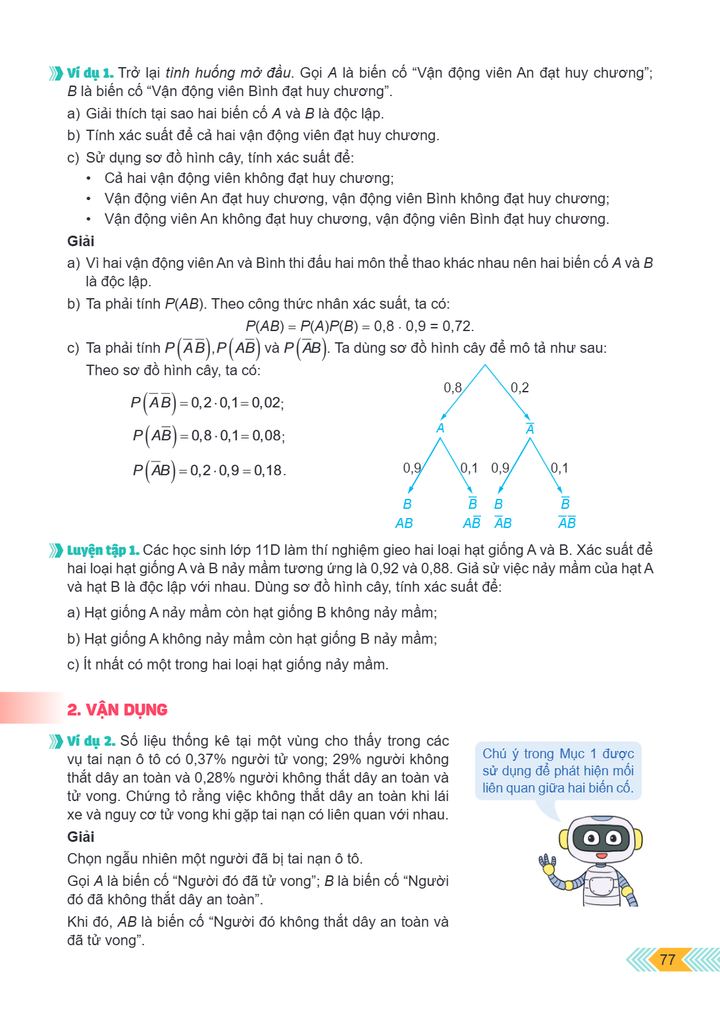 Ví dụ 1. Trở lại tình huống mở đầu. Gọi A là biến cố “Vận động viên An đạt huy chương”;
B là biến cố “Vận động viên Bình đạt huy chương”.
a) Giải thích tại sao hai biến cố A và B là độc lập.
b) Tính xác suất để cả hai vận động viên đạt huy chương.
c) Sử dụng sơ đồ hình cây, tính xác suất để:
• Cả hai vận động viên không đạt huy chương;
• Vận động viên An đạt huy chương, vận động viên Bình không đạt huy chương;
• Vận động viên An không đạt huy chương, vận động viên Bình đạt huy chương.
Giải
a) Vì hai vận động viên An và Bình thi đấu hai môn thể thao khác nhau nên hai biến cố A và B
là độc lập.
b) Ta phải tính P(AB). Theo công thức nhân xác suất, ta có:
P(AB) = P(A)P(B) = 0,8 · 0,9 = 0,72.
c) Ta phải tính P(A̅ B̅), P(AB̅) và P(A̅B). Ta dùng sơ đồ hình cây để mô tả như sau:
Theo sơ đồ hình cây, ta có:
P(A̅ B̅) = 0,2 · 0,1 = 0,02;
P(AB̅) = 0,8 · 0,1 = 0,08;
P(A̅B) = 0,2 · 0,9 = 0,18.
0,8 0,2
A A̅
0,9 0,1 0,9 0,1
B B̅ B B̅
AB AB̅ A̅B A̅B̅
Luyện tập 1. Các học sinh lớp 11D làm thí nghiệm gieo hai loại hạt giống A và B. Xác suất để
hai loại hạt giống A và B nảy mầm tương ứng là 0,92 và 0,88. Giả sử việc nảy mầm của hạt A
và hạt B là độc lập với nhau. Dùng sơ đồ hình cây, tính xác suất để:
a) Hạt giống A nảy mầm còn hạt giống B không nảy mầm;
b) Hạt giống A không nảy mầm còn hạt giống B nảy mầm;
c) Ít nhất có một trong hai loại hạt giống nảy mầm.
2. VẬN DỤNG
Ví dụ 2. Số liệu thống kê tại một vùng cho thấy trong các
vụ tai nạn ô tô có 0,37% người tử vong; 29% người không
thắt dây an toàn và 0,28% người không thắt dây an toàn và
tử vong. Chứng tỏ rằng việc không thắt dây an toàn khi lái
xe và nguy cơ tử vong khi gặp tai nạn có liên quan với nhau.
Chú ý trong Mục 1 được
sử dụng để phát hiện mối
liên quan giữa hai biến cố.
Giải
Chọn ngẫu nhiên một người đã bị tai nạn ô tô.
Gọi A là biến cố “Người đó đã tử vong”; B là biến cố “Người
đó đã không thắt dây an toàn”.
Khi đó, AB là biến cố “Người đó không thắt dây an toàn và
đã tử vong”.
77